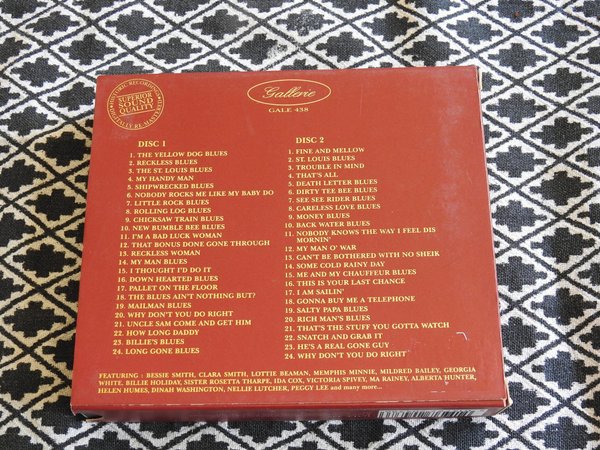 HISTORIC RECORDINGS
SUPERIOR
SOUND
QUALITY
DIGITALLY RE-MASTERED
Gallerie
GALE 438
DISC 1
1. THE YELLOW DOG BLUES
2. RECKLESS BLUES
3. THE ST. LOUIS BLUES
4. MY HANDY MAN
5. SHIPWRECKED BLUES
6. NOBODY ROCKS ME LIKE MY BABY DO
7. LITTLE ROCK BLUES
8. ROLLING LOG BLUES
9. CHICKSAW TRAIN BLUES
10. NEW BUMBLE BEE BLUES
11. I'M A BAD LUCK WOMAN
12. THAT BONUS DONE GONE THROUGH
13. RECKLESS WOMAN
14. MY MAN BLUES
15. I THOUGHT I'D DO IT
16. DOWN HEARTED BLUES
17. PALLET ON THE FLOOR
18. THE BLUES AIN'T NOTHING BUT?
19. MAILMAN BLUES
20. WHY DON'T YOU DO RIGHT
21. UNCLE SAM COME AND GET HIM
22. HOW LONG DADDY
23. BILLIE'S BLUES
24. LONG GONE BLUES
DISC 2
1. FINE AND MELLOW
2. ST. LOUIS BLUES
3. TROUBLE IN MIND
4. THAT'S ALL
5. DEATH LETTER BLUES
6. DIRTY TEE BEE BLUES
7. SEE SEE RIDER BLUES
8. CARELESS LOVE BLUES
9. MONEY BLUES
10. BACK WATER BLUES
11. NOBODY KNOWS THE WAY I FEEL DIS
MORNIN'
12. MY MAN O' WAR
13. CAN'T BE BOTHERED WITH NO SHEIK
14. SOME COLD RAINY DAY
15. ME AND MY CHAUFFEUR BLUES
16. THIS IS YOUR LAST CHANCE
17. I AM SAILIN'
18. GONNA BUY ME A TELEPHONE
19. SALTY PAPA BLUES
20. RICH MAN'S BLUES
21. THAT'S THE STUFF YOU GOTTA WATCH
22. SNATCH AND GRAB IT
23. HE'S A REAL GONE GUY
24. WHY DON'T YOU DO RIGHT
FEATURING : BESSIE SMITH, CLARA SMITH, LOTTIE BEAMAN, MEMPHIS MINNIE, MILDRED BAILEY, GEORGIA
WHITE, BILLIE HOLIDAY, SISTER ROSETTA THARPE, IDA COX, VICTORIA SPIVEY, MA RAINEY, ALBERTA HUNTER,
HELEN HUMES, DINAH WASHINGTON, NELLIE LUTCHER, PEGGY LEE and many more...